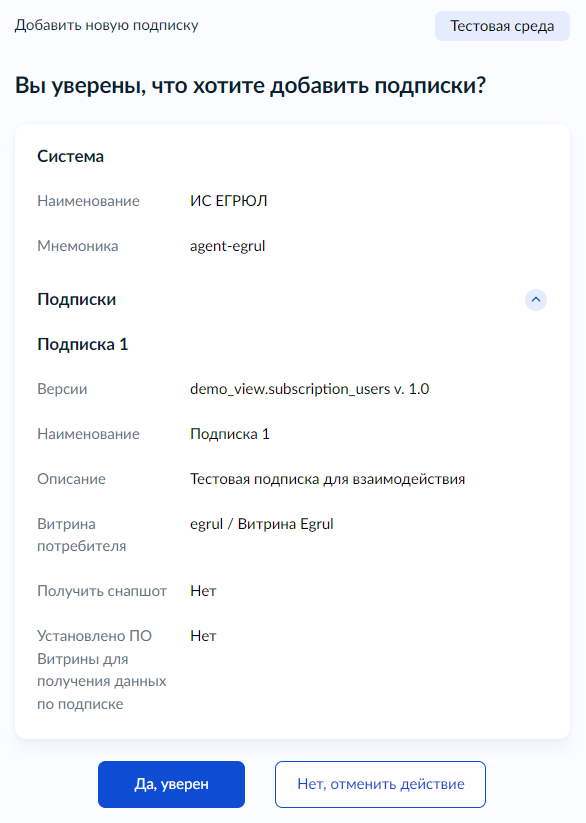 Добавить новую подписку
Тестовая среда
Вы уверены, что хотите добавить подписки?
Система
Наименование ИС ЕГРЮЛ
Мнемоника agent-egrul
Подписки
Подписка 1
Версии demo_view.subscription_users v. 1.0
Наименование Подписка 1
Описание Тестовая подписка для взаимодействия
Витрина egrul / Витрина Egrul
потребителя
Получить снапшот Нет
Установлено ПО Нет
Витрины для
получения данных
по подписке
Да, уверен
Нет, отменить действие